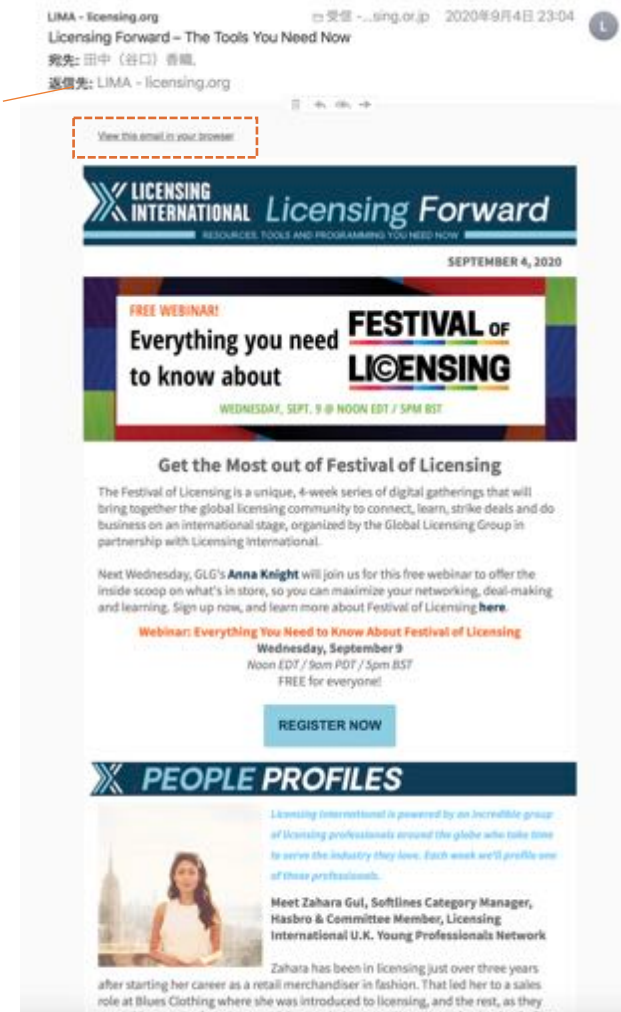 LIMA - licensing.org
受信 -...sing.or.jp 2020年9月4日 23:04
L
Licensing Forward – The Tools You Need Now
宛先: 田中（谷口）香織,
返信先: LIMA - licensing.org
View this email in your browser
LICENSING
INTERNATIONAL
Licensing Forward
RESOURCES, TOOLS AND PROGRAMMING YOU NEED NOW
SEPTEMBER 4, 2020
FREE WEBINAR!
Everything you need
to know about
FESTIVAL OF
LI©ENSING
WEDNESDAY, SEPT. 9 @ NOON EDT / 5PM BST
Get the Most out of Festival of Licensing
The Festival of Licensing is a unique, 4-week series of digital gatherings that will
bring together the global licensing community to connect, learn, strike deals and do
business on an international stage, organized by the Global Licensing Group in
partnership with Licensing International.
Next Wednesday, GLG's Anna Knight will join us for this free webinar to offer the
inside scoop on what's in store, so you can maximize your networking, deal-making
and learning. Sign up now, and learn more about Festival of Licensing here.
Webinar: Everything You Need to Know About Festival of Licensing
Wednesday, September 9
Noon EDT / 9am PDT / 5pm BST
FREE for everyone!
REGISTER NOW
PEOPLE PROFILES
Licensing International is powered by an incredible group
of licensing professionals around the globe who take time
to serve the industry they love. Each week we'll profile one
of those professionals.
Meet Zahara Gul, Softlines Category Manager,
Hasbro & Committee Member, Licensing
International U.K. Young Professionals Network
Zahara has been in licensing just over three years
after starting her career as a retail merchandiser in fashion. That led her to a sales
role at Blues Clothing where she was introduced to licensing, and the rest, as they